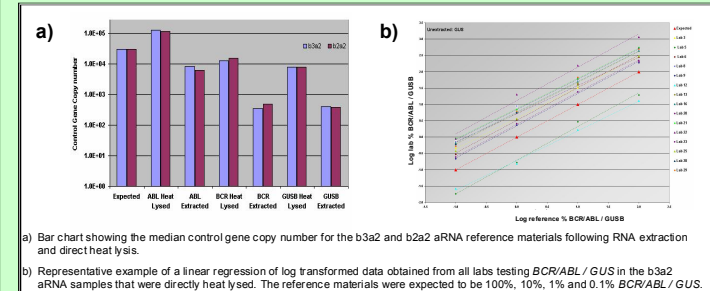 a)
1.0E+05
1.0E+04
1.0E+03
1.0E+02
1.0E+01
1.0E+00
Control Gene Copy number
b3a2
b2a2
Expected
ABL Heat Lysed
ABL Extracted
BCR Heat Lysed
BCR Extracted
GUSB Heat Lysed
GUSB Extracted
b)
Unextracted: GUS
Log lab % BCR/ABL / GUSB
Log reference % BCR/ABL / GUSB
Expected
a) Bar chart showing the median control gene copy number for the b3a2 and b2a2 aRNA reference materials following RNA extraction
and direct heat lysis.
b) Representative example of a linear regression of log transformed data obtained from all labs testing BCR/ABL / GUS in the b3a2
aRNA samples that were directly heat lysed. The reference materials were expected to be 100%, 10%, 1% and 0.1% BCR/ABL / GUS.